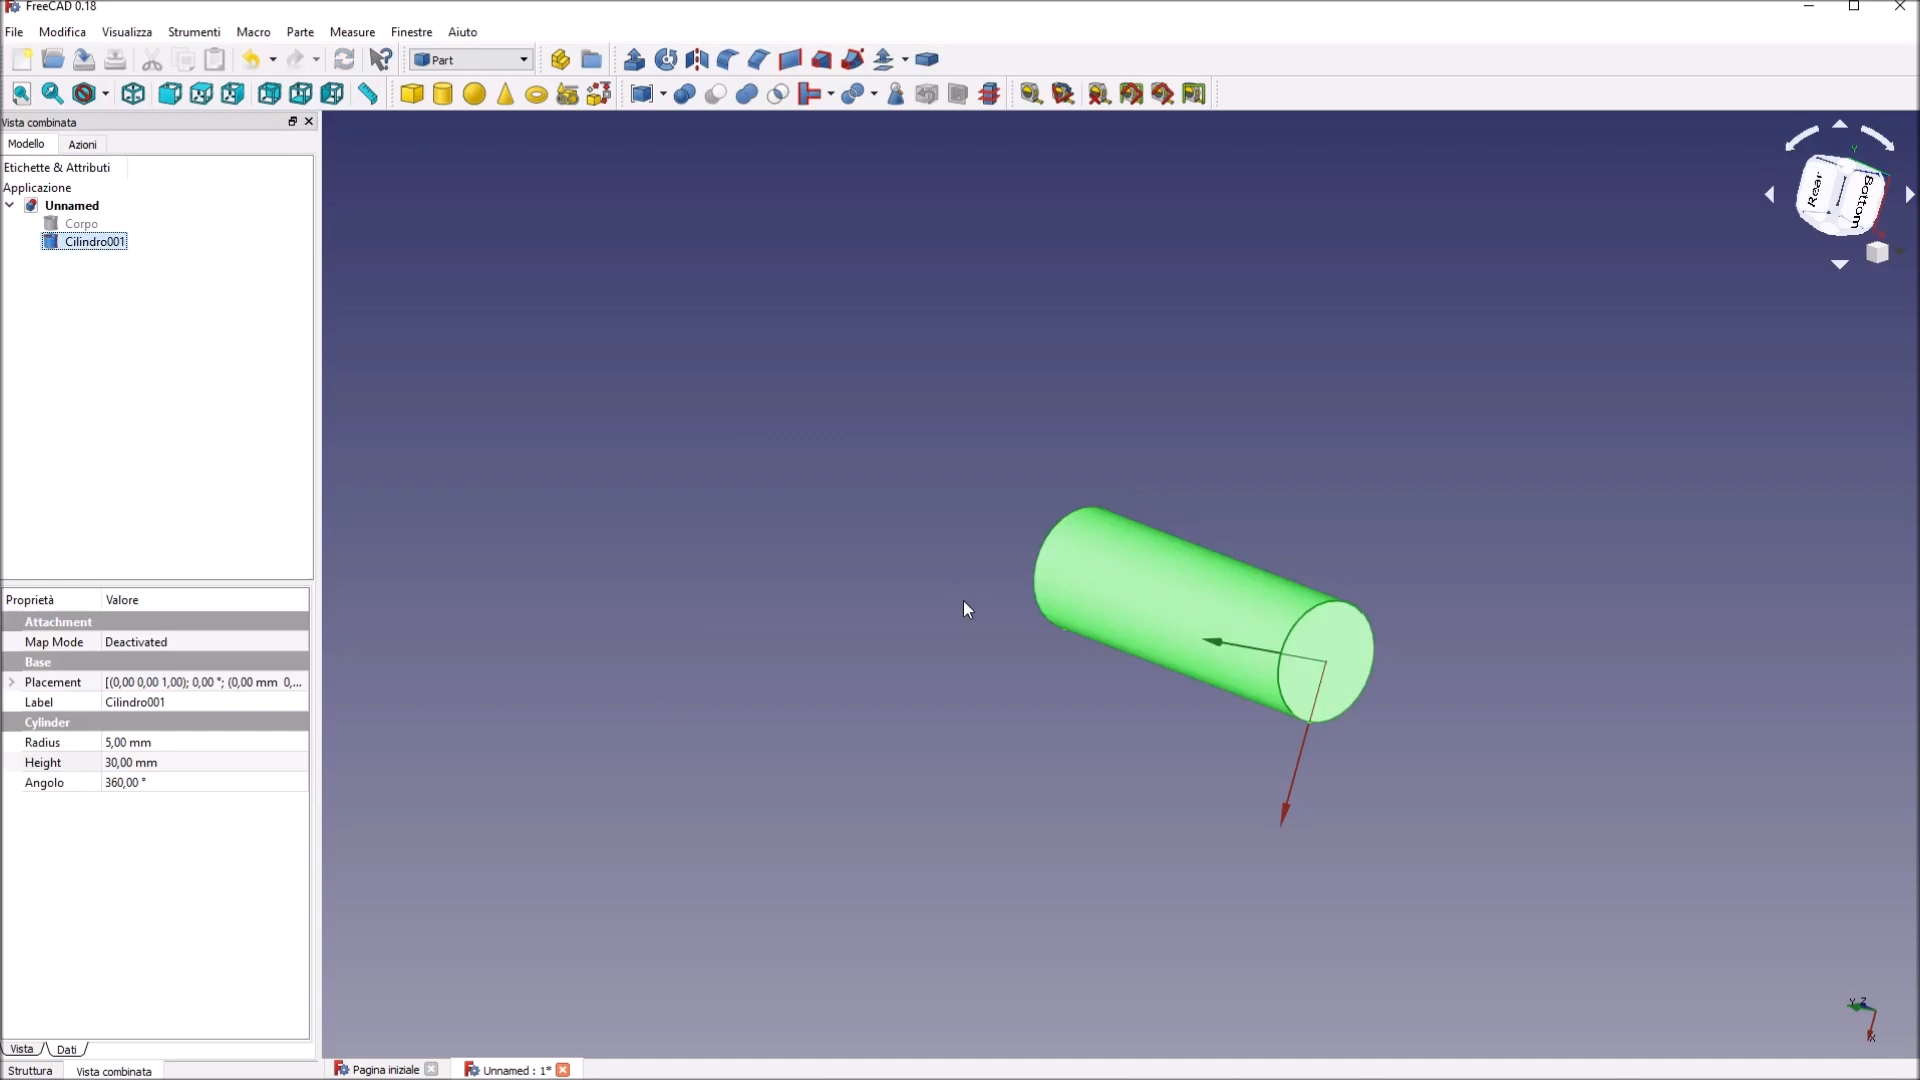 FreeCAD 0.18
File Modifica Visualizza Strumenti Macro Parte Measure Finestre Aiuto
Part
Vista combinata
Modello Azioni
Etichette & Attributi
Applicazione
Unnamed
Corpo
Cilindro001
Proprietà Valore
Attachment
Map Mode Deactivated
Base
Placement [(0,00 0,00 1,00); 0,00 °; (0,00 mm 0,...
Label Cilindro001
Cylinder
Radius 5,00 mm
Height 30,00 mm
Angolo 360,00 °
Vista Dati
Struttura Vista combinata
Pagina iniziale Unnamed : 1*
Y
Rear Bottom
X
Y Z
X